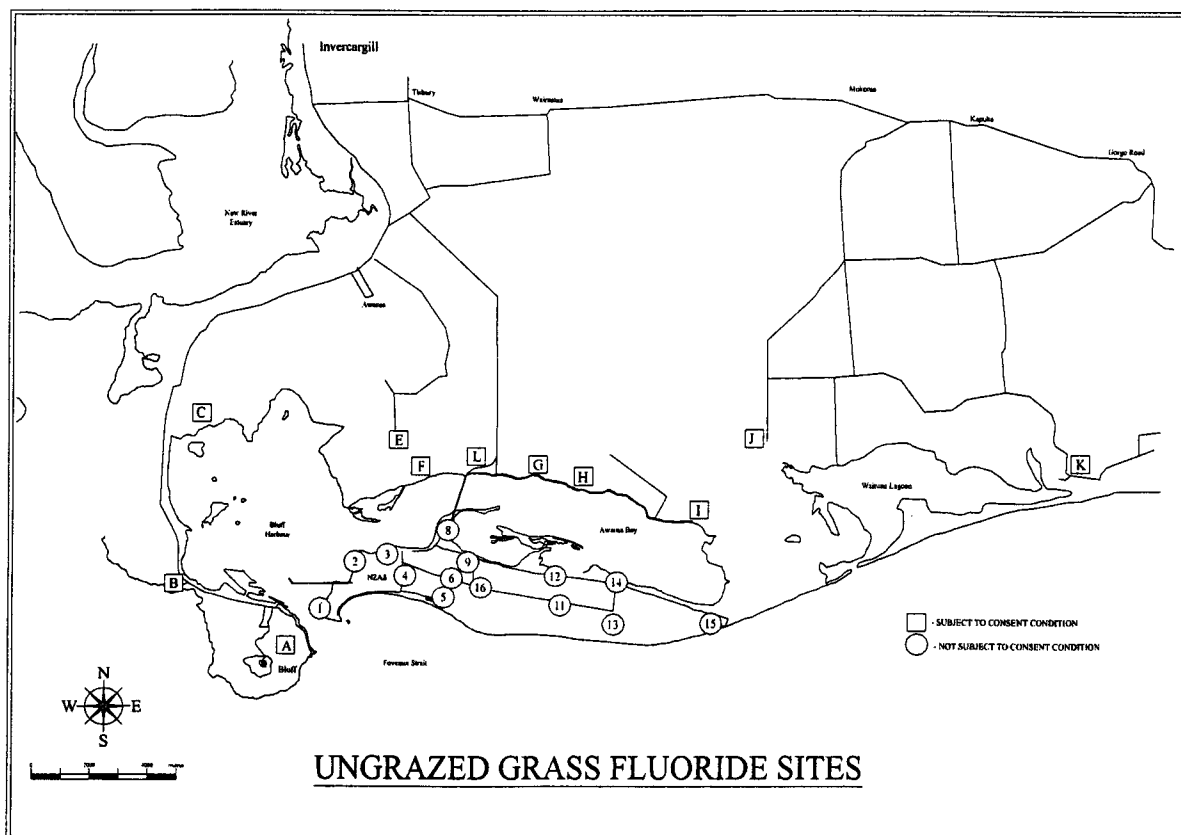 Invercargill
Tisbury
Waimatua
Mokotua
Kapuka
Gorge Road
New River
Estuary
Awarua
C
E
F
L
G
H
J
K
I
Waituna Lagoon
Bluff
Harbour
Awarua Bay
8
2
3
NZAS
4
9
6
16
5
12
14
11
13
15
1
B
A
Bluff
Foveaux Strait
- SUBJECT TO CONSENT CONDITION
- NOT SUBJECT TO CONSENT CONDITION
N
W
E
S
0
UNGRAZED GRASS FLUORIDE SITES